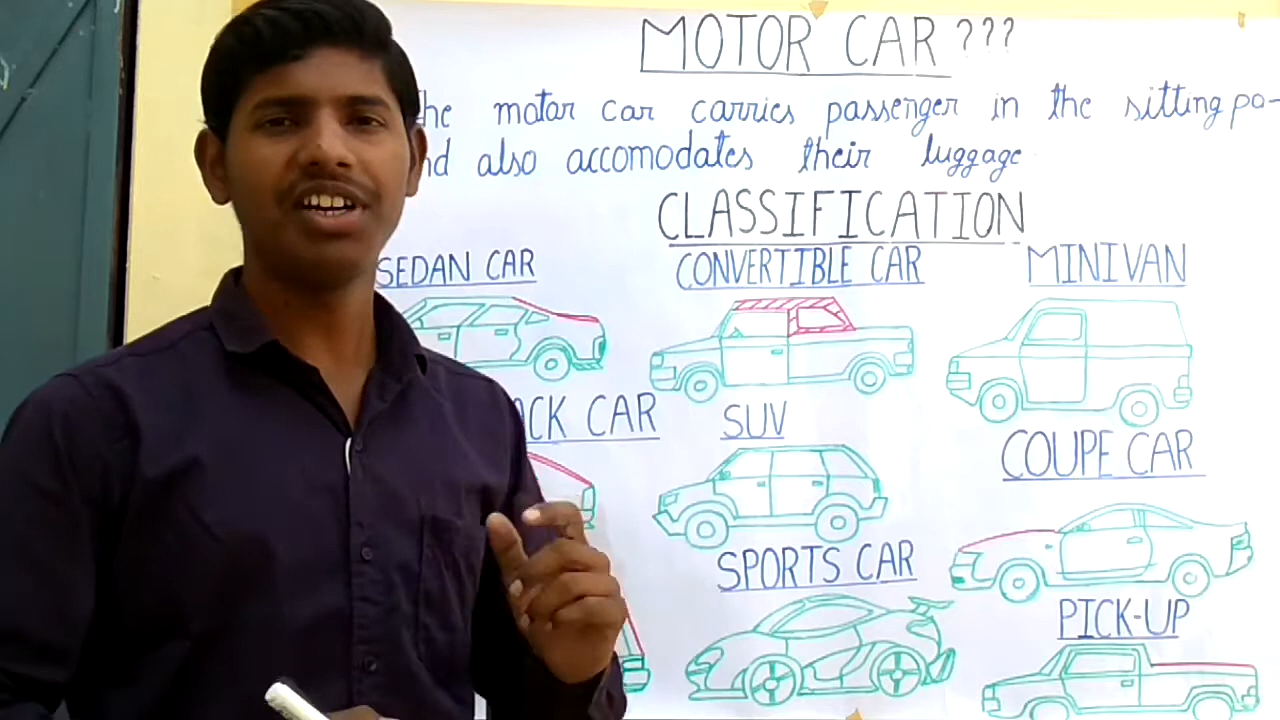 MOTOR CAR ???
he motar car carries passenger in the sitting po-
nd also accomodates their luggage
CLASSIFICATION
SEDAN CAR CONVERTIBLE CAR MINIVAN
ACK CAR SUV COUPE CAR
SPORTS CAR PICK-UP